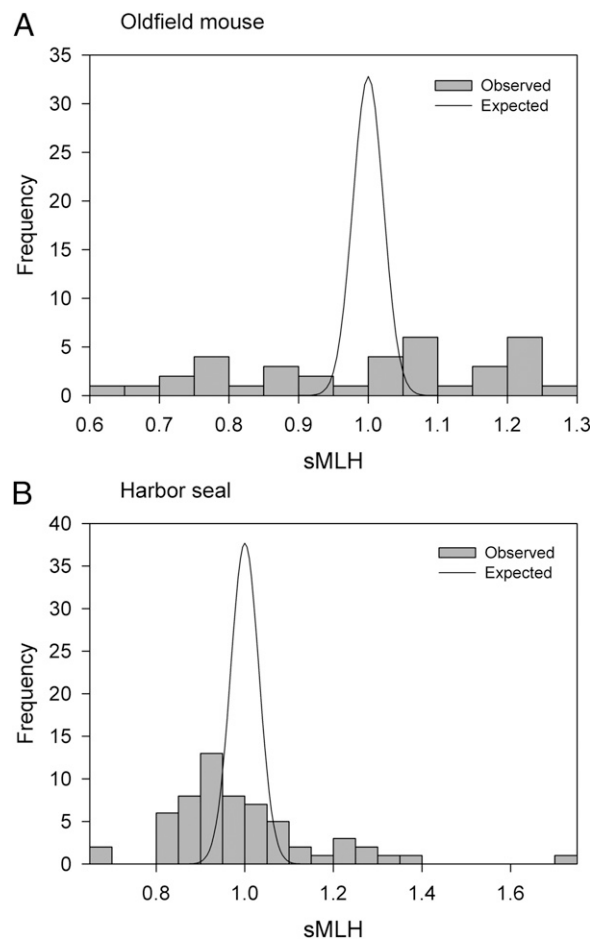 A
Oldfield mouse
35
30
25
20
15
10
5
0
Frequency
Observed
Expected
0.6 0.7 0.8 0.9 1.0 1.1 1.2 1.3
sMLH
B
Harbor seal
40
35
30
25
20
15
10
5
0
Frequency
Observed
Expected
0.8 1.0 1.2 1.4 1.6
sMLH